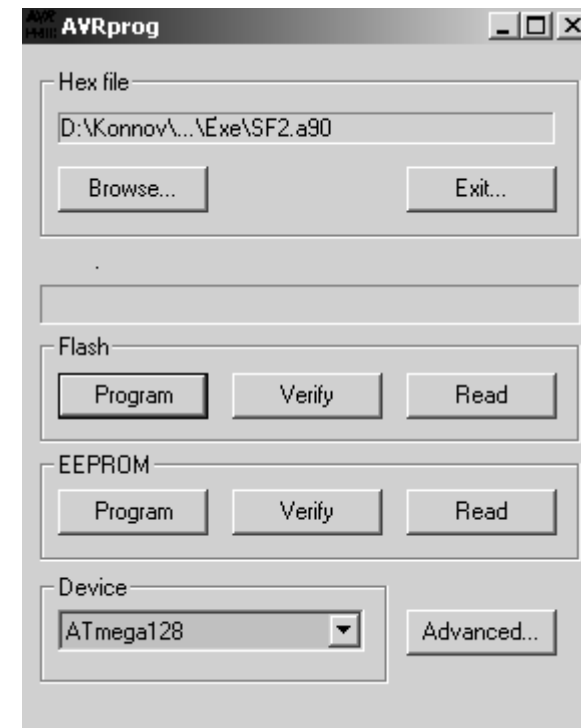 AVRprog
Hex file
D:\Konnov\...\Exe\SF2.a90
Browse... Exit...
Flash
Program Verify Read
EEPROM
Program Verify Read
Device
ATmega128 Advanced...